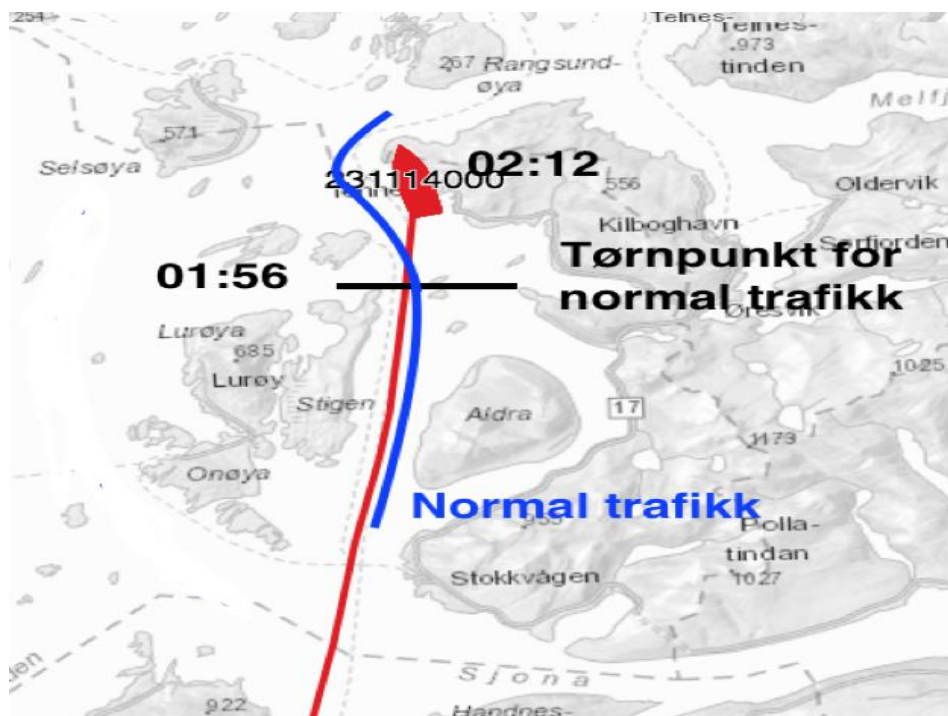 254
Telnes-
Telnes-
.973
tinden
267 Rangsund-
øya
Melfj
571
Selsøya
02:12
231114000
556
Oldervik
Kilboghavn
Sørfjorden
Tørnpunkt for
01:56
normal trafikk
Øresvik
Lurøya
685
1025
Lurøy
Stigen
Aldra
17
1173
Onøya
Normal trafikk
Polla-
tindan
Stokkvågen
1027
Sjona
922
Handnes-